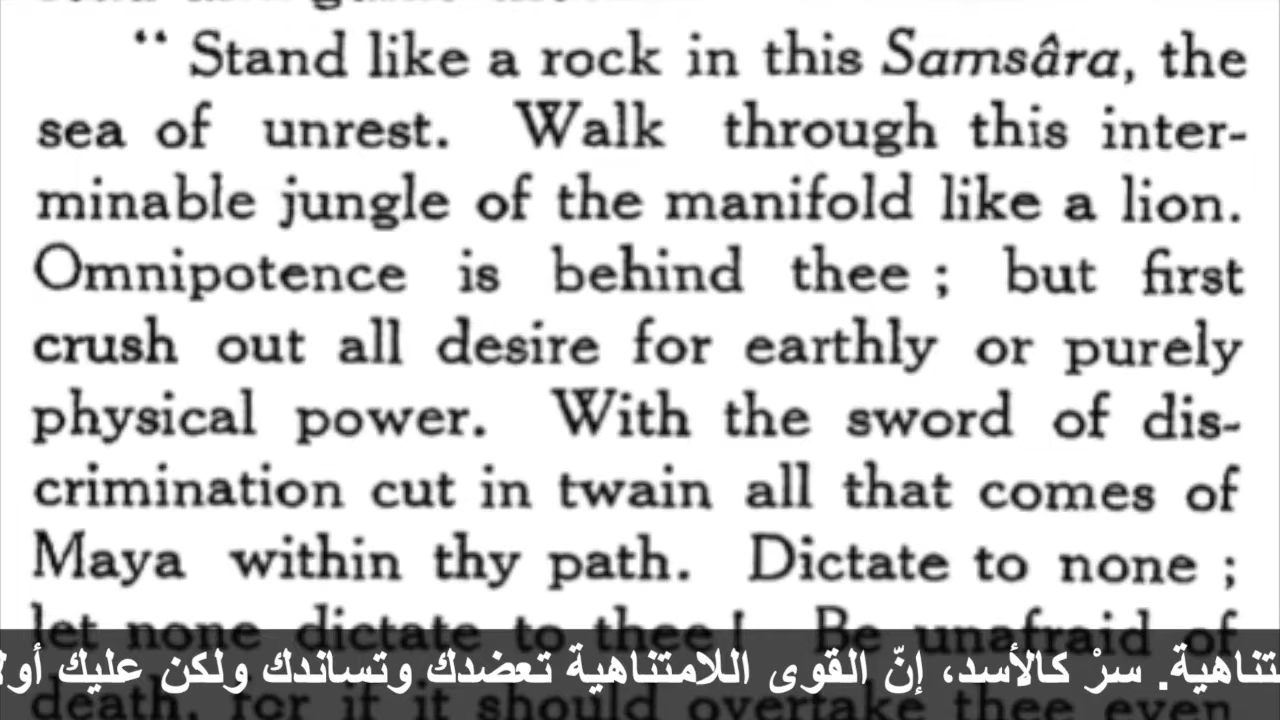 “ Stand like a rock in this Samsâra, the
sea of unrest. Walk through this inter-
minable jungle of the manifold like a lion.
Omnipotence is behind thee ; but first
crush out all desire for earthly or purely
physical power. With the sword of dis-
crimination cut in twain all that comes of
Maya within thy path. Dictate to none ;
let none dictate to thee ! Be unafraid of
سرْ كالأسد، إنّ القوى اللامتناهية تعضدك وتساندك ولكن عليك
death, for if it should overtake thee even